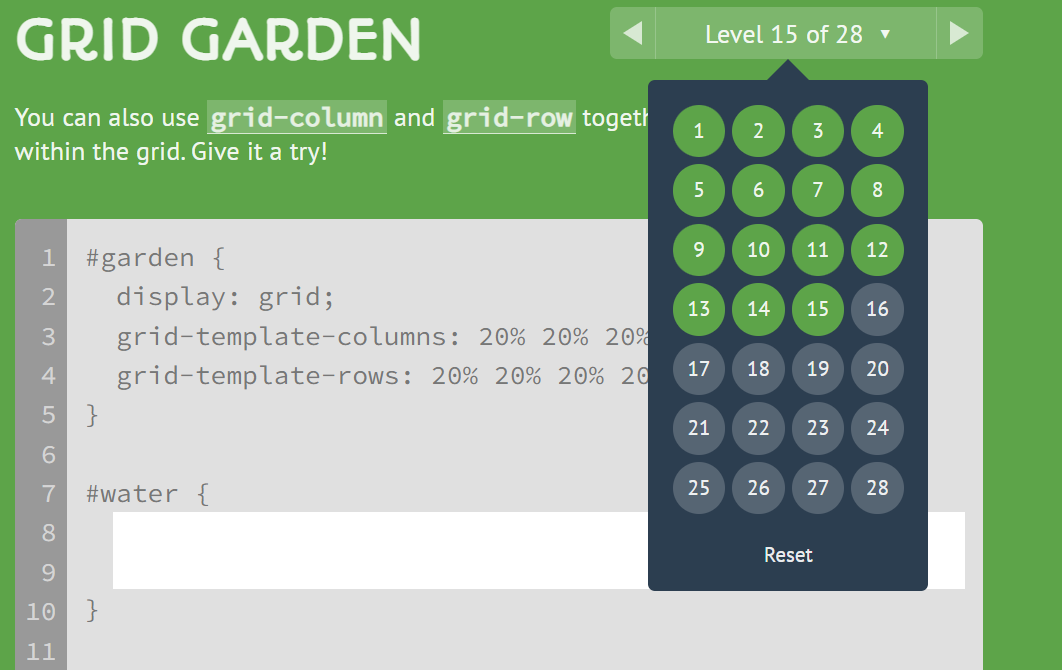 GRID GARDEN
Level 15 of 28 ▼
You can also use grid-column and grid-row
within the grid. Give it a try!
1 2 3 4
5 6 7 8
9 10 11 12
13 14 15 16
17 18 19 20
21 22 23 24
25 26 27 28
Reset
1 #garden {
2 display: grid;
3 grid-template-columns: 20% 20% 20%
4 grid-template-rows: 20% 20% 20% 20
5 }
6
7 #water {
8
9
10 }
11